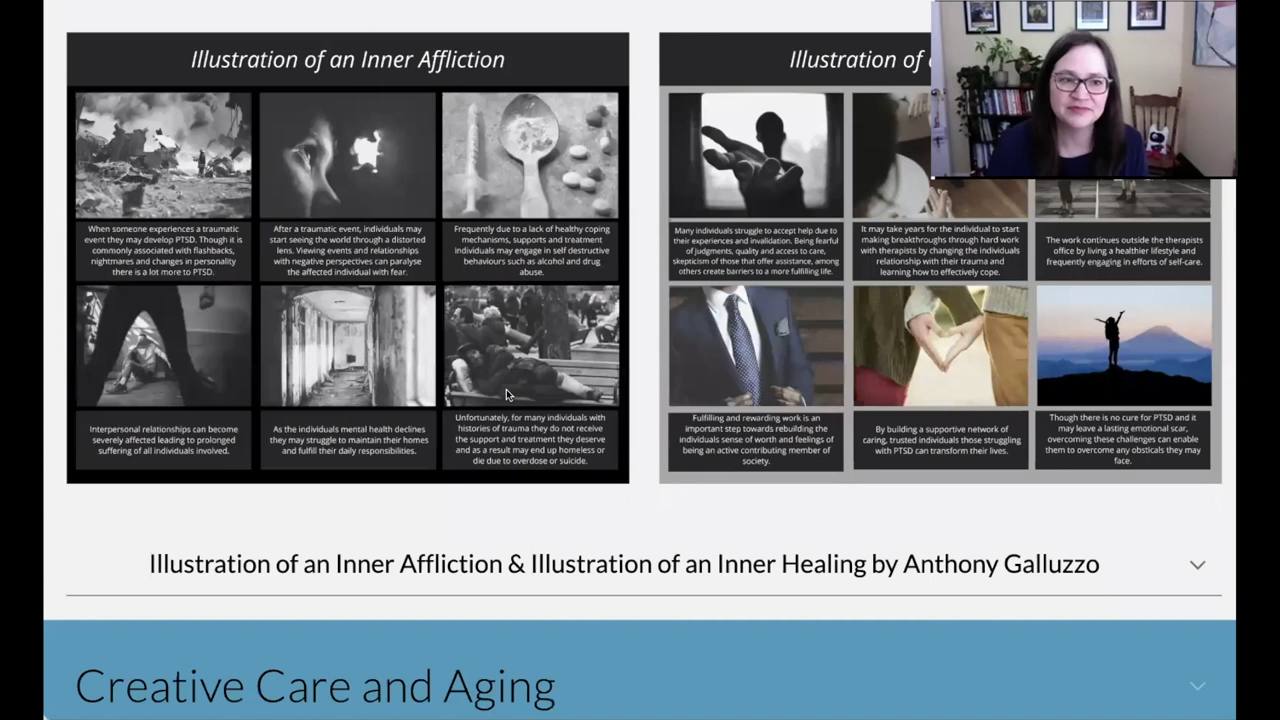 Illustration of an Inner Affliction
When someone experiences a traumatic
event they may develop PTSD. Though it is
commonly associated with flashbacks,
nightmares and changes in personality
there is a lot more to PTSD.
After a traumatic event, individuals may
start seeing the world through a distorted
lens. Viewing events and relationships
with negative perspectives can paralyse
the affected individual with fear.
Frequently due to a lack of healthy coping
mechanisms, supports and treatment
individuals may engage in self destructive
behaviours such as alcohol and drug
abuse.
Interpersonal relationships can become
severely affected leading to prolonged
suffering of all individuals involved.
As the individuals mental health declines
they may struggle to maintain their homes
and fulfill their daily responsibilities.
Unfortunately, for many individuals with
histories of trauma they do not receive
the support and treatment they deserve
and as a result may end up homeless or
die due to overdose or suicide.
Illustration of
Many individuals struggle to accept help due to
their experiences and invalidation. Being fearful
of judgments, quality and access to care,
skepticism of those that offer assistance, among
others create barriers to a more fulfilling life.
It may take years for the individual to start
making breakthroughs through hard work
with therapists by changing the individuals
relationship with their trauma and
learning how to effectively cope.
The work continues outside the therapists
office by living a healthier lifestyle and
frequently engaging in efforts of self-care.
Fulfilling and rewarding work is an
important step towards rebuilding the
individuals sense of worth and feelings of
being an active contributing member of
society.
By building a supportive network of
caring, trusted individuals those struggling
with PTSD can transform their lives.
Though there is no cure for PTSD and it
may leave a lasting emotional scar,
overcoming these challenges can enable
them to overcome any obsticals they may
face.
Illustration of an Inner Affliction & Illustration of an Inner Healing by Anthony Galluzzo
Creative Care and Aging